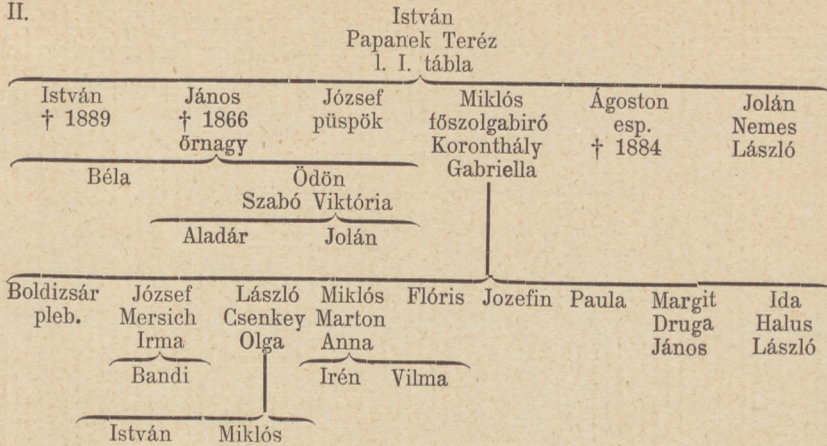 II.
István
Papanek Teréz
l. I. tábla
István János József Miklós Ágoston Jolán
† 1889 † 1866 püspök főszolgabiró esp. Nemes
őrnagy Koronthály † 1884 László
Gabriella
Béla Ödön
Szabó Viktória
Aladár Jolán
Boldizsár József László Miklós Flóris Jozefin Paula Margit Ida
pleb. Mersich Csenkey Marton Druga Halus
Irma Olga Anna János László
Bandi Irén Vilma
István Miklós